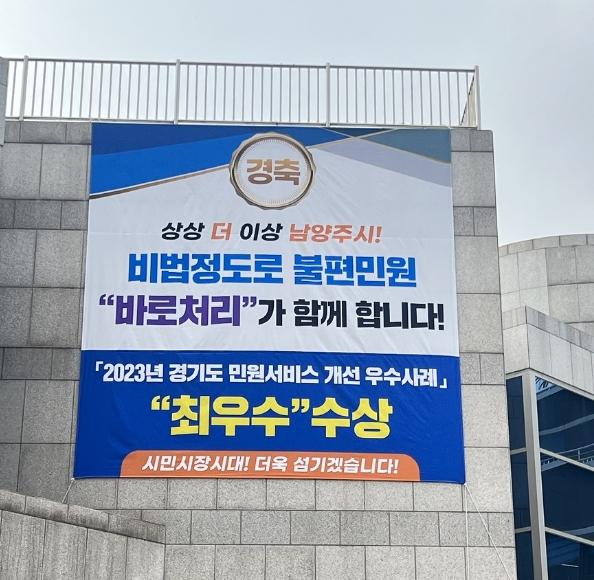 경축
상상 더 이상 남양주시!
비법정도로 불편민원
“바로처리”가 함께 합니다!
「2023년 경기도 민원서비스 개선 우수사례」
“최우수”수상
시민시장시대! 더욱 섬기겠습니다!